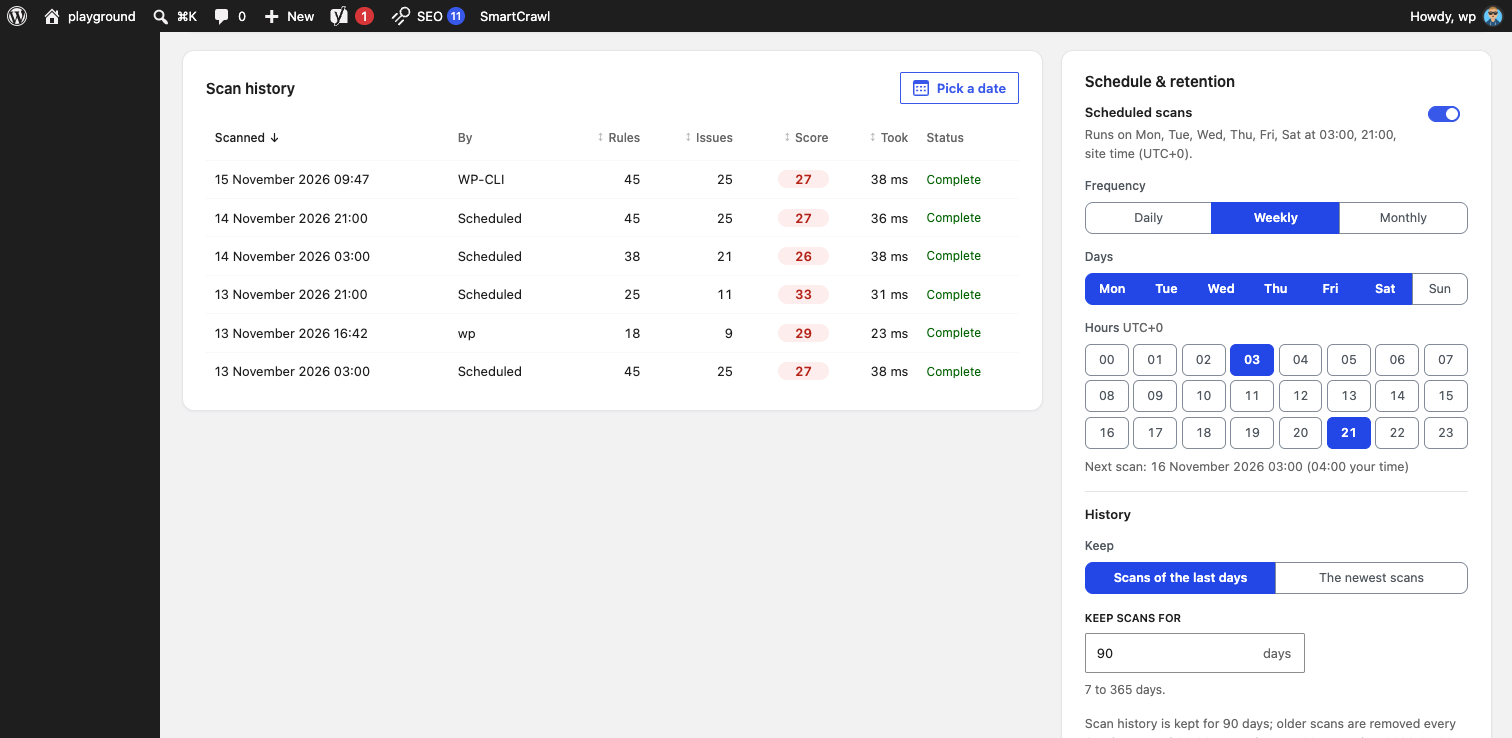 playground
⌘K
0
New
1
SEO 11
SmartCrawl
Howdy, wp
Scan history
Pick a date
Scanned ↓ By ↕ Rules ↕ Issues ↕ Score ↕ Took Status
15 November 2026 09:47 WP-CLI 45 25 27 38 ms Complete
14 November 2026 21:00 Scheduled 45 25 27 36 ms Complete
14 November 2026 03:00 Scheduled 38 21 26 38 ms Complete
13 November 2026 21:00 Scheduled 25 11 33 31 ms Complete
13 November 2026 16:42 wp 18 9 29 23 ms Complete
13 November 2026 03:00 Scheduled 45 25 27 38 ms Complete
Schedule & retention
Scheduled scans
Runs on Mon, Tue, Wed, Thu, Fri, Sat at 03:00, 21:00,
site time (UTC+0).
Frequency
Daily Weekly Monthly
Days
Mon Tue Wed Thu Fri Sat Sun
Hours UTC+0
00 01 02 03 04 05 06 07
08 09 10 11 12 13 14 15
16 17 18 19 20 21 22 23
Next scan: 16 November 2026 03:00 (04:00 your time)
History
Keep
Scans of the last days The newest scans
KEEP SCANS FOR
90 days
7 to 365 days.
Scan history is kept for 90 days; older scans are removed every